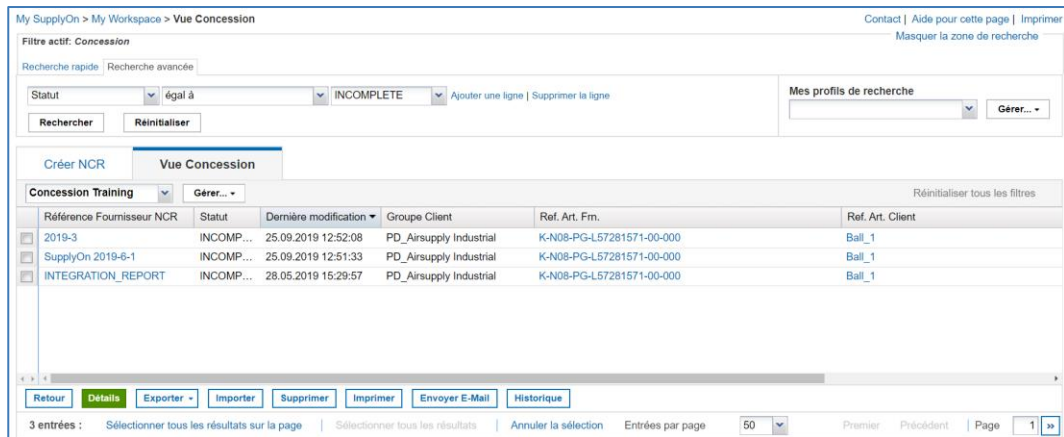 My SupplyOn > My Workspace > Vue Concession
Contact | Aide pour cette page | Imprimer
Filtre actif: Concession
Masquer la zone de recherche
Recherche rapide Recherche avancée
Statut égal à INCOMPLETE Ajouter une ligne | Supprimer la ligne
Mes profils de recherche
Gérer...
Rechercher Réinitialiser
Créer NCR Vue Concession
Concession Training Gérer... Réinitialiser tous les filtres
Référence Fournisseur NCR Statut Dernière modification Groupe Client Ref. Art. Frn. Ref. Art. Client
2019-3 INCOMP... 25.09.2019 12:52:08 PD_Airsupply Industrial K-N08-PG-L57281571-00-000 Ball_1
SupplyOn 2019-6-1 INCOMP... 25.09.2019 12:51:33 PD_Airsupply Industrial K-N08-PG-L57281571-00-000 Ball_1
INTEGRATION_REPORT INCOMP... 28.05.2019 15:29:57 PD_Airsupply Industrial K-N08-PG-L57281571-00-000 Ball_1
Retour Détails Exporter Importer Supprimer Imprimer Envoyer E-Mail Historique
3 entrées : Sélectionner tous les résultats sur la page | Sélectionner tous les résultats | Annuler la sélection Entrées par page 50 Premier Précédent | Page 1 »